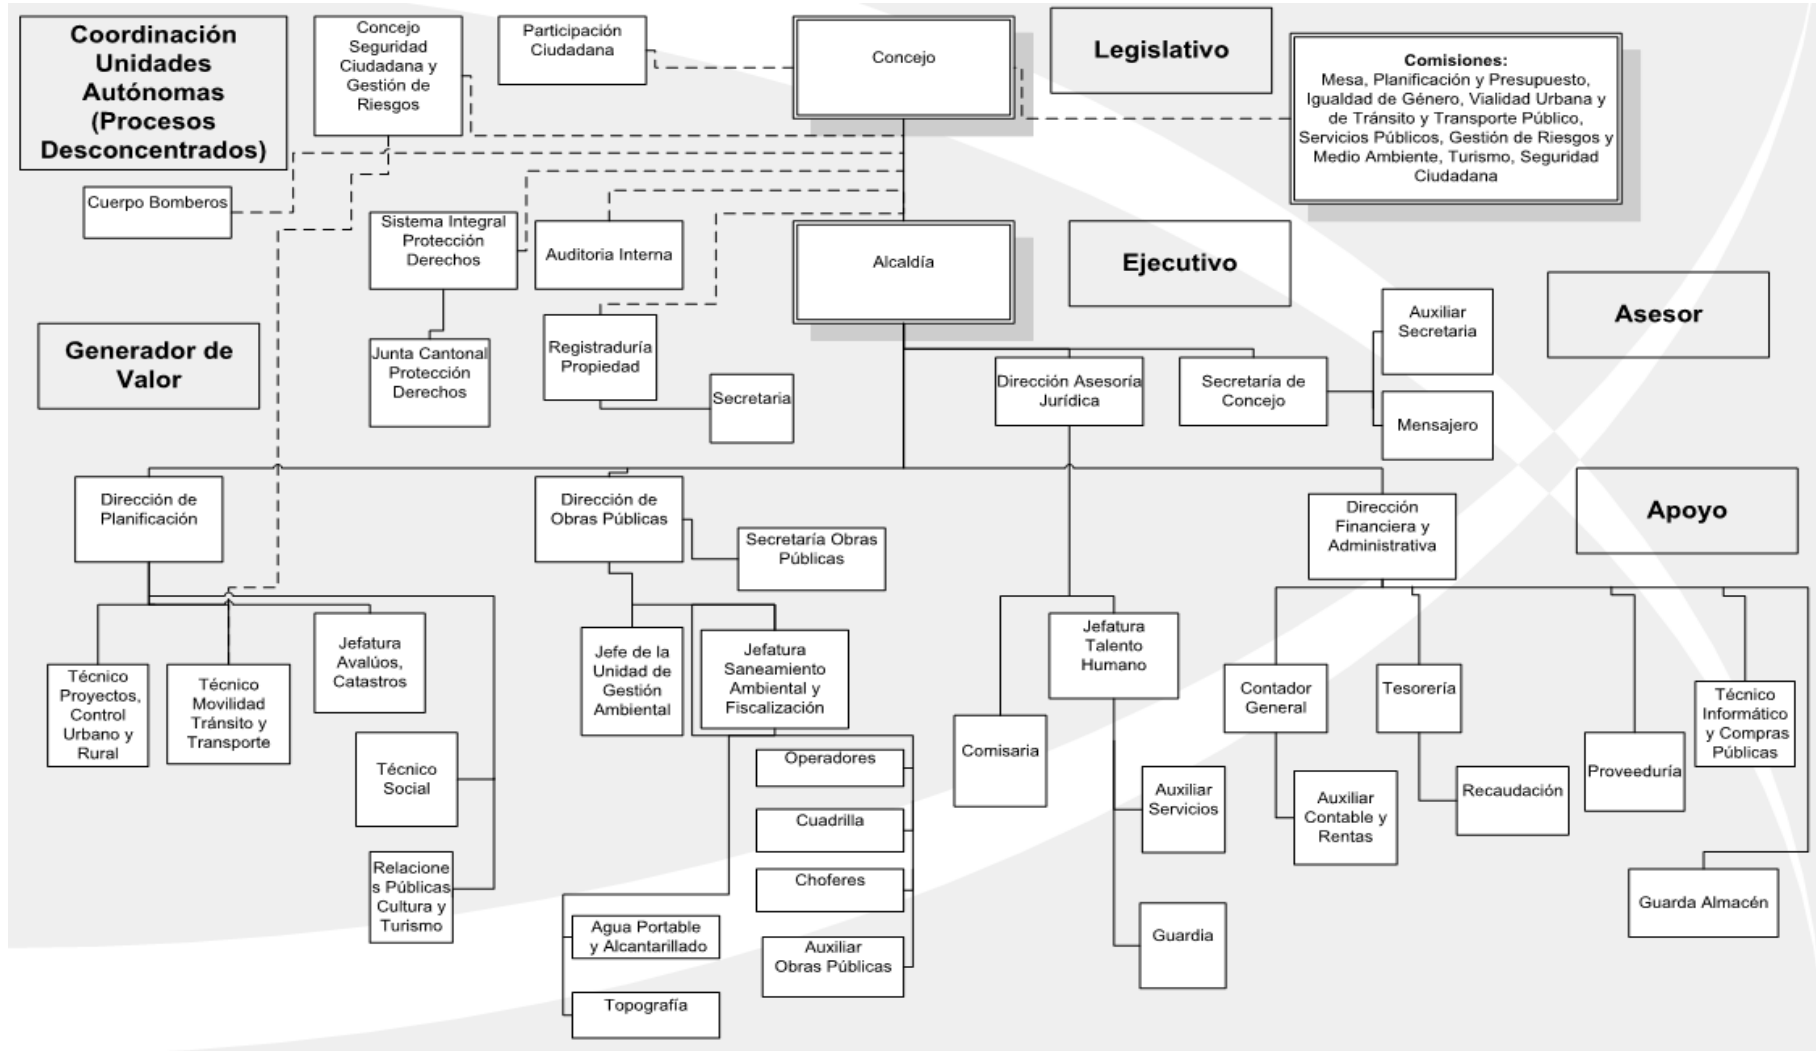 Coordinación
Unidades
Autónomas
(Procesos
Desconcentrados)
Concejo
Seguridad
Ciudadana y
Gestión de
Riesgos
Participación
Ciudadana
Concejo
Legislativo
Comisiones:
Mesa, Planificación y Presupuesto,
Igualdad de Género, Vialidad Urbana y
de Tránsito y Transporte Público,
Servicios Públicos, Gestión de Riesgos y
Medio Ambiente, Turismo, Seguridad
Ciudadana
Cuerpo Bomberos
Sistema Integral
Protección
Derechos
Auditoria Interna
Alcaldía
Ejecutivo
Asesor
Generador de
Valor
Junta Cantonal
Protección
Derechos
Registraduría
Propiedad
Secretaria
Dirección Asesoría
Jurídica
Secretaría de
Concejo
Auxiliar
Secretaria
Mensajero
Dirección de
Planificación
Dirección de
Obras Públicas
Secretaría Obras
Públicas
Dirección
Financiera y
Administrativa
Apoyo
Técnico
Proyectos,
Control
Urbano y
Rural
Técnico
Movilidad
Tránsito y
Transporte
Jefatura
Avalúos,
Catastros
Técnico
Social
Relacione
s Públicas
Cultura y
Turismo
Jefe de la
Unidad de
Gestión
Ambiental
Jefatura
Saneamiento
Ambiental y
Fiscalización
Operadores
Cuadrilla
Choferes
Auxiliar
Obras Públicas
Agua Portable
y Alcantarillado
Topografía
Comisaria
Jefatura
Talento
Humano
Auxiliar
Servicios
Guardia
Contador
General
Auxiliar
Contable y
Rentas
Tesorería
Recaudación
Proveeduría
Técnico
Informático
y Compras
Públicas
Guarda Almacén